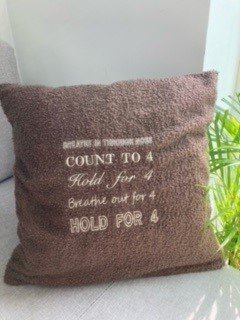 BREATHE IN THROUGH NOSE
COUNT TO 4
Hold for 4
Breathe out for 4
HOLD FOR 4